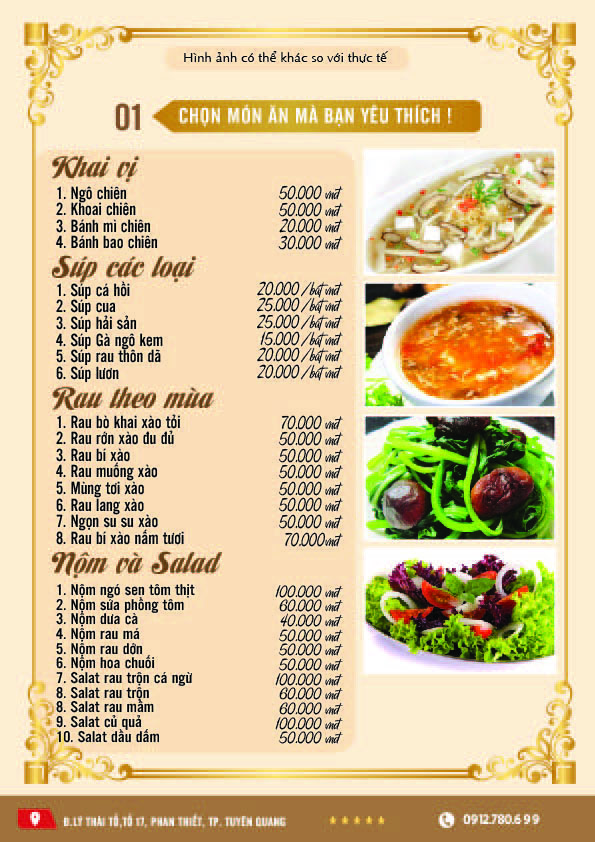 Hình ảnh có thể khác so với thực tế
01 CHỌN MÓN ĂN MÀ BẠN YÊU THÍCH !
Khai vị
1. Ngô chiên 50.000 vnđ
2. Khoai chiên 50.000 vnđ
3. Bánh mì chiên 20.000 vnđ
4. Bánh bao chiên 30.000 vnđ
Súp các loại
1. Súp cá hồi 20.000 /bát vnđ
2. Súp cua 25.000 /bát vnđ
3. Súp hải sản 25.000 /bát vnđ
4. Súp Gà ngô kem 15.000 /bát vnđ
5. Súp rau thôn dã 20.000 /bát vnđ
6. Súp lươn 20.000 /bát vnđ
Rau theo mùa
1. Rau bò khai xào tỏi 70.000 vnđ
2. Rau rớn xào du đủ 50.000 vnđ
3. Rau bí xào 50.000 vnđ
4. Rau muống xào 50.000 vnđ
5. Mùng tơi xào 50.000 vnđ
6. Rau lang xào 50.000 vnđ
7. Ngọn su su xào 50.000 vnđ
8. Rau bí xào nấm tươi 70.000 vnđ
Nộm và Salad
1. Nộm ngó sen tôm thịt 100.000 vnđ
2. Nộm sứa phồng tôm 60.000 vnđ
3. Nộm dưa cà 40.000 vnđ
4. Nộm rau má 50.000 vnđ
5. Nộm rau dớn 50.000 vnđ
6. Nộm hoa chuối 50.000 vnđ
7. Salat rau trộn cá ngừ 100.000 vnđ
8. Salat rau trộn 60.000 vnđ
8. Salat rau mầm 60.000 vnđ
9. Salat củ quả 100.000 vnđ
10. Salat dầu dấm 50.000 vnđ
Đ.LÝ THÁI TỔ,TỔ 17, PHAN THIẾT, TP. TUYÊN QUANG 0912.780.699